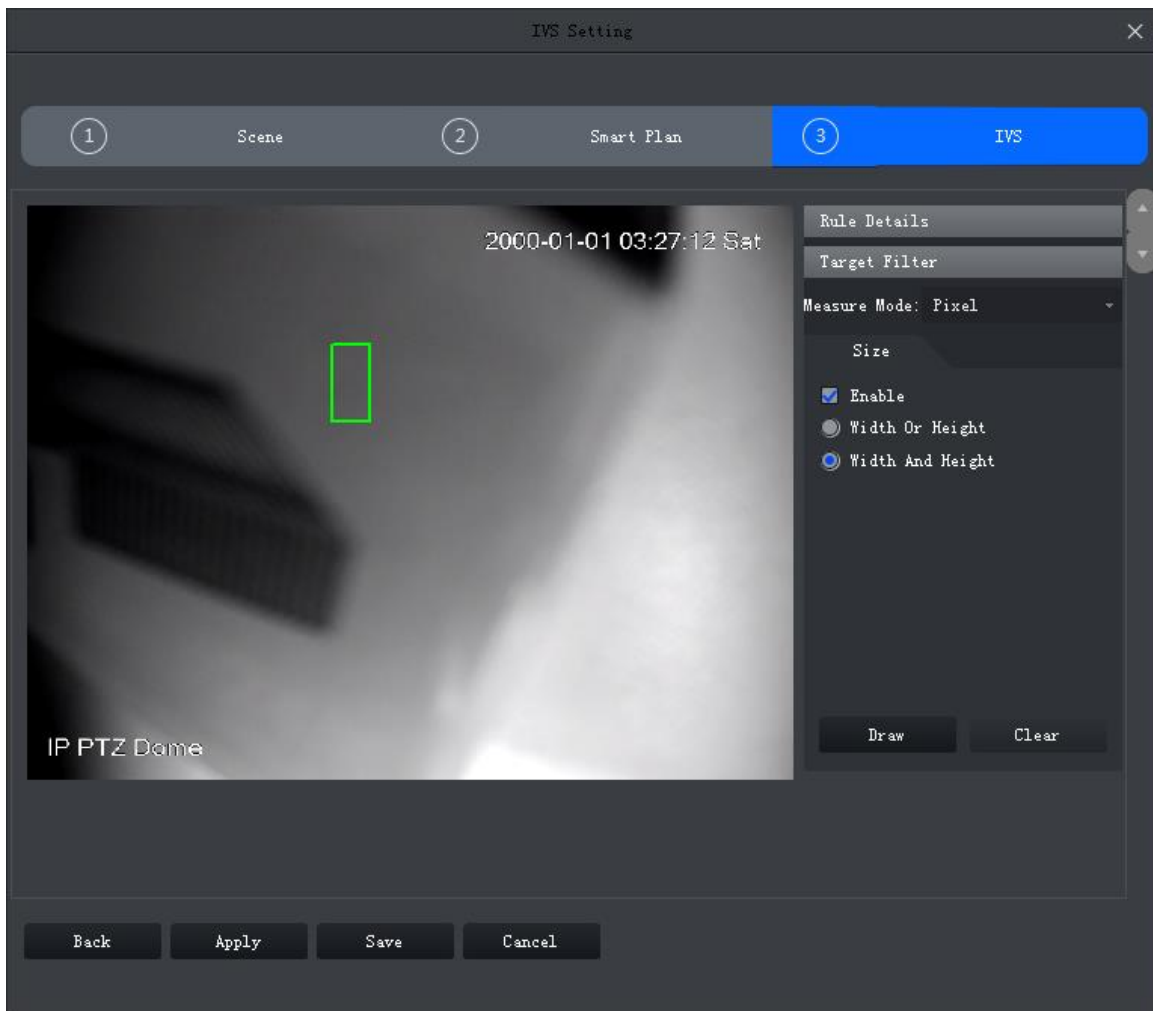 IVS Setting
1 Scene 2 Smart Plan 3 IVS
2000-01-01 03:27:12 Sat
IP PTZ Dome
Rule Details
Target Filter
Measure Mode: Pixel
Size
Enable
Width Or Height
Width And Height
Draw Clear
Back Apply Save Cancel